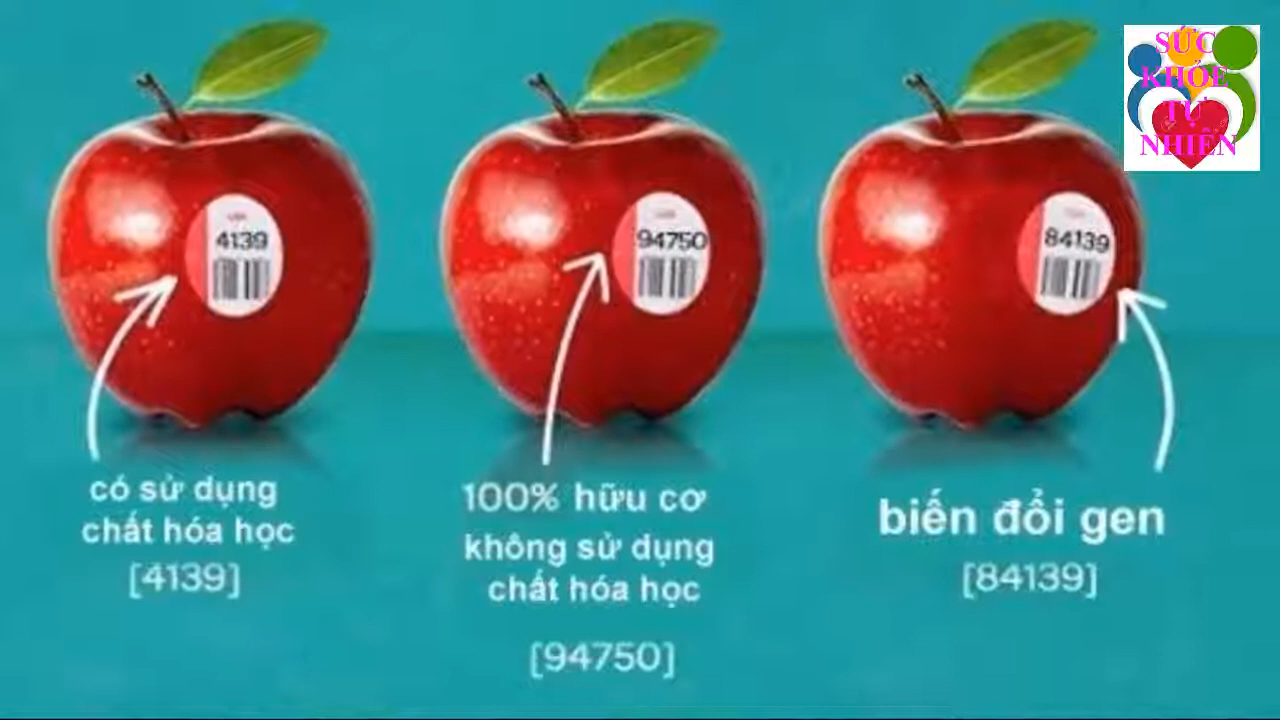 SỨC
KHỎE
TỰ
NHIÊN
4139
94750
84139
có sử dụng
chất hóa học
[4139]
100% hữu cơ
không sử dụng
chất hóa học
[94750]
biến đổi gen
[84139]